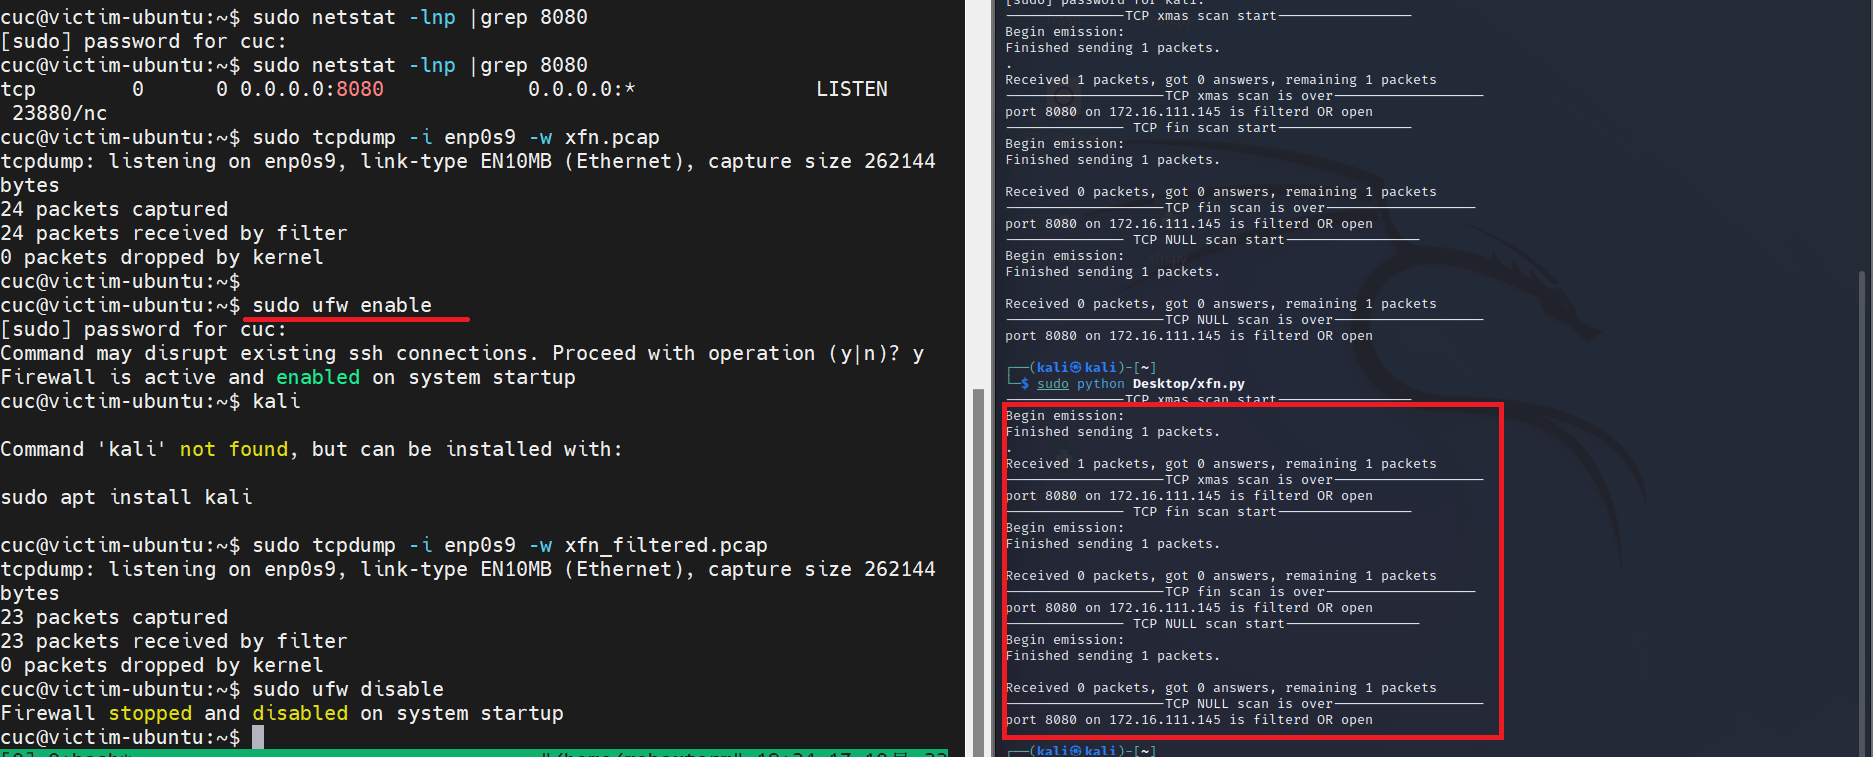 cuc@victim-ubuntu:~$ sudo netstat -lnp |grep 8080
[sudo] password for cuc:
cuc@victim-ubuntu:~$ sudo netstat -lnp |grep 8080
tcp 0 0 0.0.0.0:8080 0.0.0.0:* LISTEN
23880/nc
cuc@victim-ubuntu:~$ sudo tcpdump -i enp0s9 -w xfn.pcap
tcpdump: listening on enp0s9, link-type EN10MB (Ethernet), capture size 262144
bytes
24 packets captured
24 packets received by filter
0 packets dropped by kernel
cuc@victim-ubuntu:~$
cuc@victim-ubuntu:~$ sudo ufw enable
[sudo] password for cuc:
Command may disrupt existing ssh connections. Proceed with operation (y|n)? y
Firewall is active and enabled on system startup
cuc@victim-ubuntu:~$ kali
Command 'kali' not found, but can be installed with:
sudo apt install kali
cuc@victim-ubuntu:~$ sudo tcpdump -i enp0s9 -w xfn_filtered.pcap
tcpdump: listening on enp0s9, link-type EN10MB (Ethernet), capture size 262144
bytes
23 packets captured
23 packets received by filter
0 packets dropped by kernel
cuc@victim-ubuntu:~$ sudo ufw disable
Firewall stopped and disabled on system startup
cuc@victim-ubuntu:~$
[sudo] password for kali:
———————————————TCP xmas scan start—————————————————
Begin emission:
Finished sending 1 packets.
.
Received 1 packets, got 0 answers, remaining 1 packets
————————————————————TCP xmas scan is over———————————————————
port 8080 on 172.16.111.145 is filterd OR open
——————————————— TCP fin scan start—————————————————
Begin emission:
Finished sending 1 packets.
Received 0 packets, got 0 answers, remaining 1 packets
————————————————————TCP fin scan is over———————————————————
port 8080 on 172.16.111.145 is filterd OR open
——————————————— TCP NULL scan start—————————————————
Begin emission:
Finished sending 1 packets.
Received 0 packets, got 0 answers, remaining 1 packets
————————————————————TCP NULL scan is over———————————————————
port 8080 on 172.16.111.145 is filterd OR open
┌──(kali㉿kali)-[~]
└─$ sudo python Desktop/xfn.py
———————————————TCP xmas scan start—————————————————
Begin emission:
Finished sending 1 packets.
.
Received 1 packets, got 0 answers, remaining 1 packets
————————————————————TCP xmas scan is over———————————————————
port 8080 on 172.16.111.145 is filterd OR open
——————————————— TCP fin scan start—————————————————
Begin emission:
Finished sending 1 packets.
Received 0 packets, got 0 answers, remaining 1 packets
————————————————————TCP fin scan is over———————————————————
port 8080 on 172.16.111.145 is filterd OR open
——————————————— TCP NULL scan start—————————————————
Begin emission:
Finished sending 1 packets.
Received 0 packets, got 0 answers, remaining 1 packets
————————————————————TCP NULL scan is over———————————————————
port 8080 on 172.16.111.145 is filterd OR open
┌──(kali㉿kali)-[~]